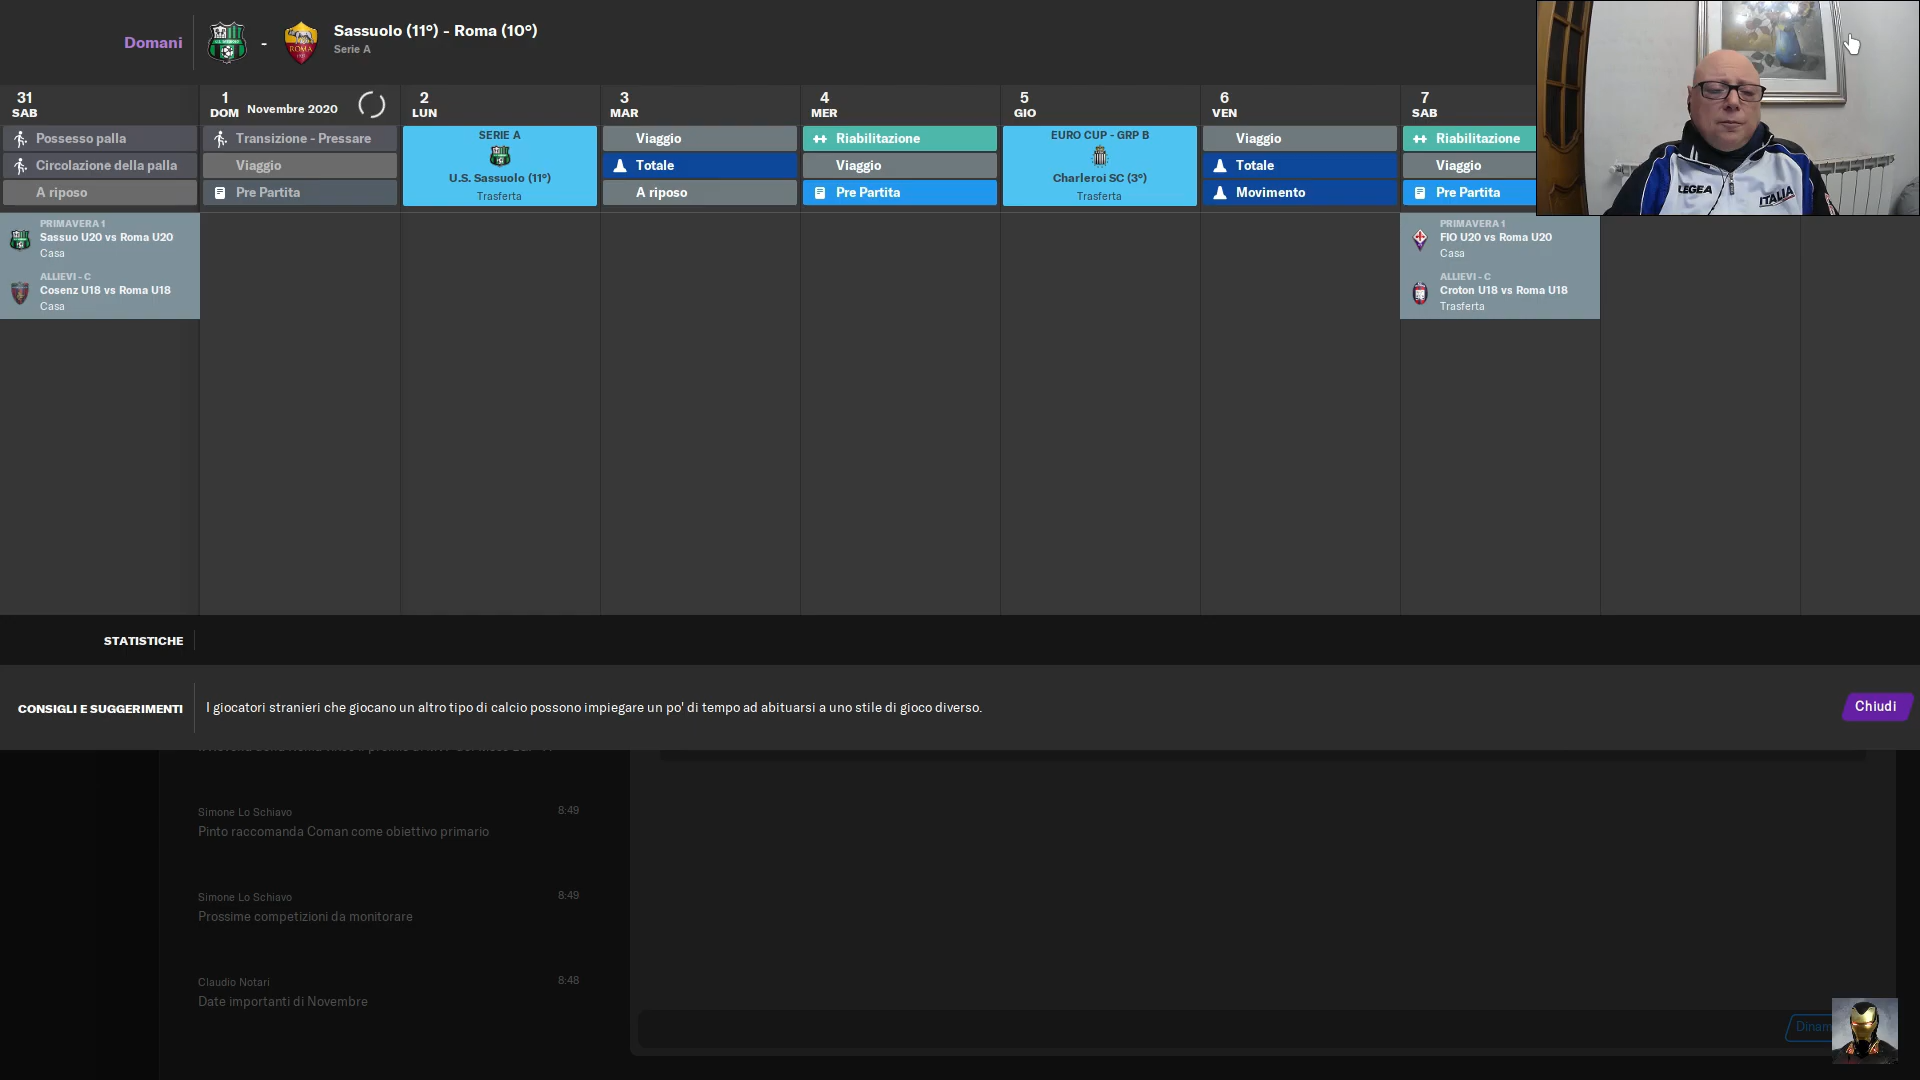 Domani
-
Sassuolo (11°) - Roma (10°)
Serie A
31
SAB
1
DOM
Novembre 2020
2
LUN
3
MAR
4
MER
5
GIO
6
VEN
7
SAB
Possesso palla
Circolazione della palla
A riposo
Transizione - Pressare
Viaggio
Pre Partita
SERIE A
U.S. Sassuolo (11°)
Trasferta
Viaggio
Totale
A riposo
Riabilitazione
Viaggio
Pre Partita
EURO CUP - GRP B
Charleroi SC (3°)
Trasferta
Viaggio
Totale
Movimento
Riabilitazione
Viaggio
Pre Partita
LEGEA
ITALIA
PRIMAVERA 1
Sassuo U20 vs Roma U20
Casa
ALLIEVI - C
Cosenz U18 vs Roma U18
Casa
PRIMAVERA 1
FIO U20 vs Roma U20
Casa
ALLIEVI - C
Croton U18 vs Roma U18
Trasferta
STATISTICHE
CONSIGLI E SUGGERIMENTI
I giocatori stranieri che giocano un altro tipo di calcio possono impiegare un po' di tempo ad abituarsi a uno stile di gioco diverso.
Chiudi
Simone Lo Schiavo
8:49
Pinto raccomanda Coman come obiettivo primario
Simone Lo Schiavo
8:49
Prossime competizioni da monitorare
Claudio Notari
8:48
Date importanti di Novembre